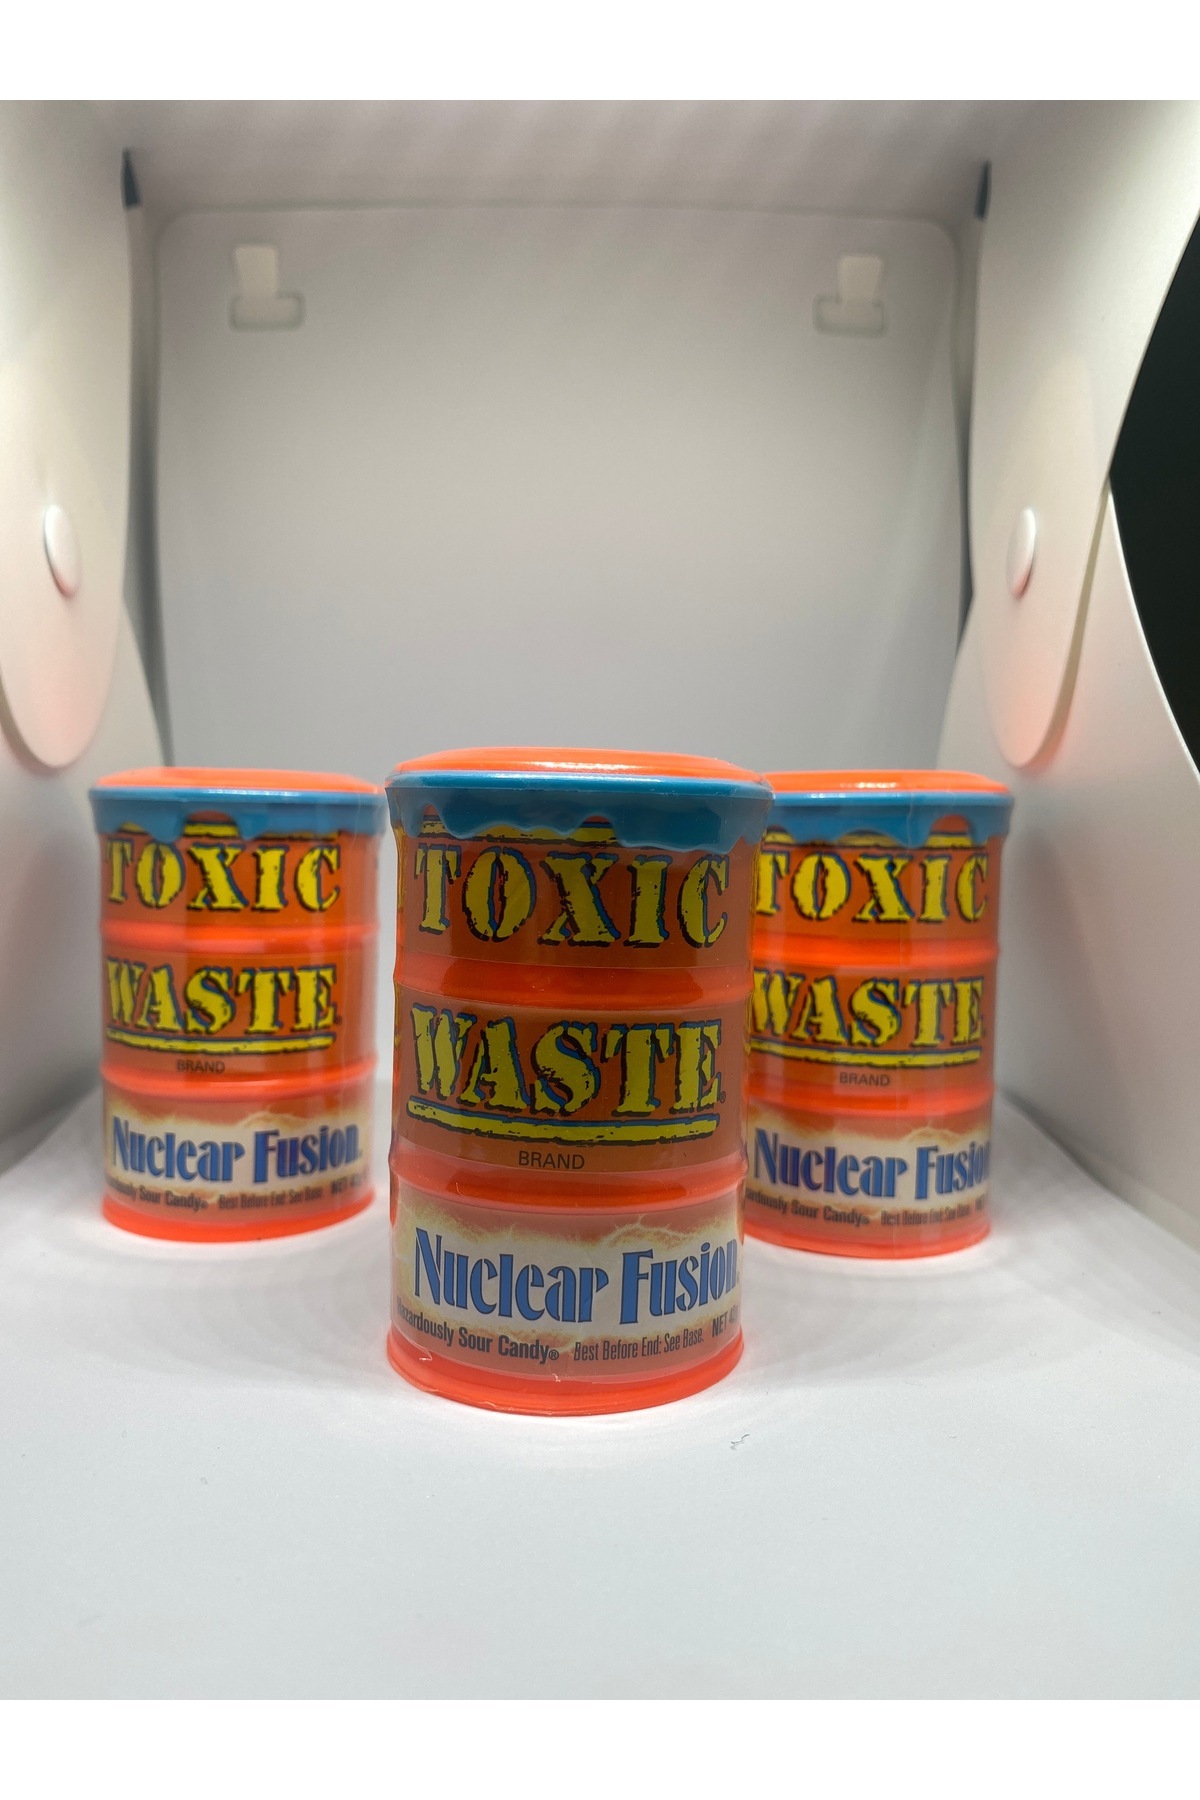 TOXIC
WASTE
BRAND
Nuclear Fusion.
Sour Candy® Best Before End: See Base. NET
TOXIC
WASTE
BRAND
Nuclear Fusion
Hazardously Sour Candy® Best Before End: See Base. NET
TOXIC
WASTE
BRAND
Nuclear Fusion
Sour Candy® Best Before End: See Base.